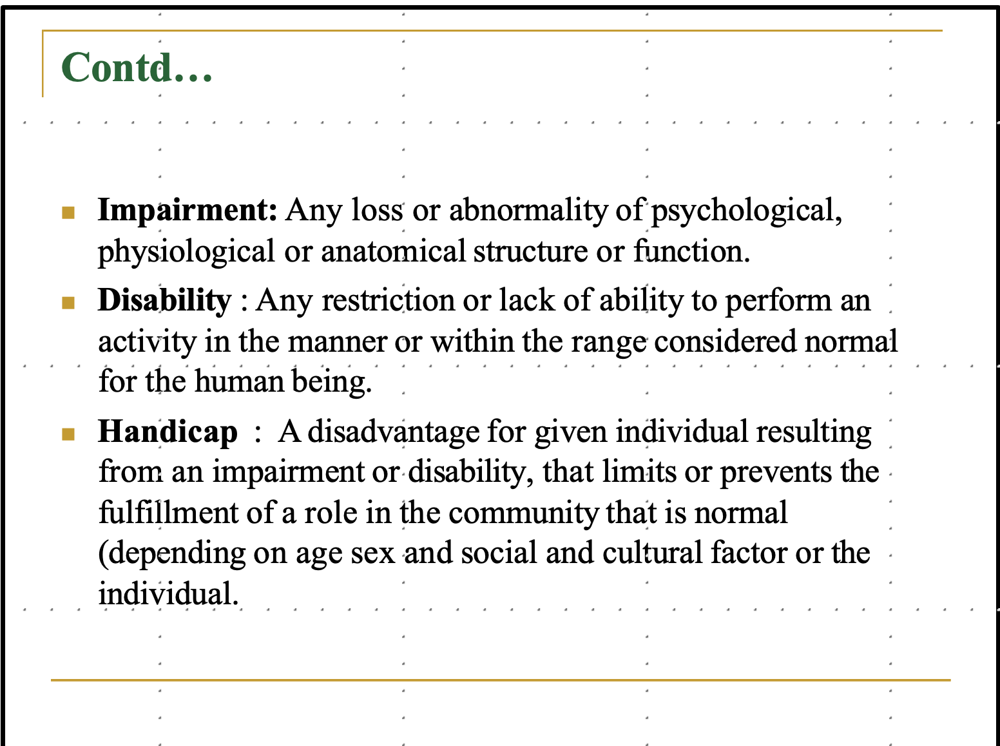 Contd…
Impairment: Any loss or abnormality of psychological,
physiological or anatomical structure or function.
Disability : Any restriction or lack of ability to perform an
activity in the manner or within the range considered normal
for the human being.
Handicap : A disadvantage for given individual resulting
from an impairment or disability, that limits or prevents the
fulfillment of a role in the community that is normal
(depending on age sex and social and cultural factor or the
individual.